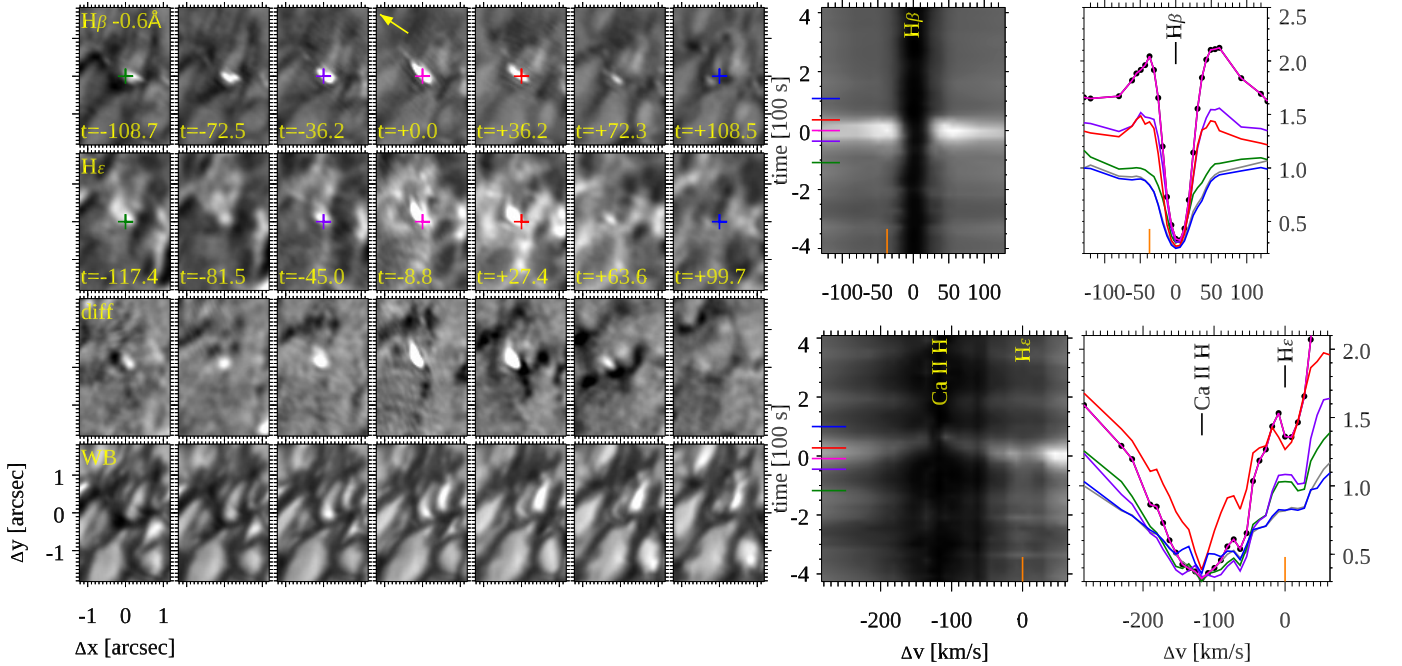 Hβ -0.6Å
t=-108.7 t=-72.5 t=-36.2 t=+0.0 t=+36.2 t=+72.3 t=+108.5
Hε
t=-117.4 t=-81.5 t=-45.0 t=-8.8 t=+27.4 t=+63.6 t=+99.7
diff
WB
1
0
-1
Δy [arcsec]
-1 0 1
Δx [arcsec]
Hβ
4
2
0
-2
-4
time [100 s]
-100 -50 0 50 100
Hβ
2.5
2.0
1.5
1.0
0.5
-100 -50 0 50 100
Ca II H
Hε
4
2
0
-2
-4
time [100 s]
-200 -100 0
Δv [km/s]
Ca II H
Hε
2.0
1.5
1.0
0.5
-200 -100 0
Δv [km/s]